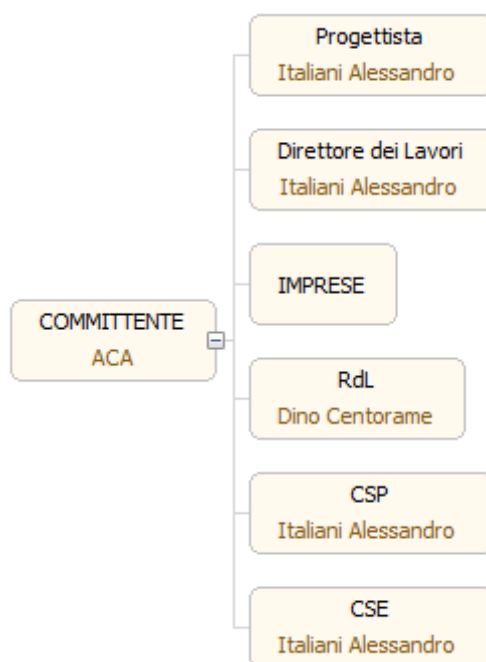 COMMITTENTE
ACA
Progettista
Italiani Alessandro
Direttore dei Lavori
Italiani Alessandro
IMPRESE
RdL
Dino Centorame
CSP
Italiani Alessandro
CSE
Italiani Alessandro